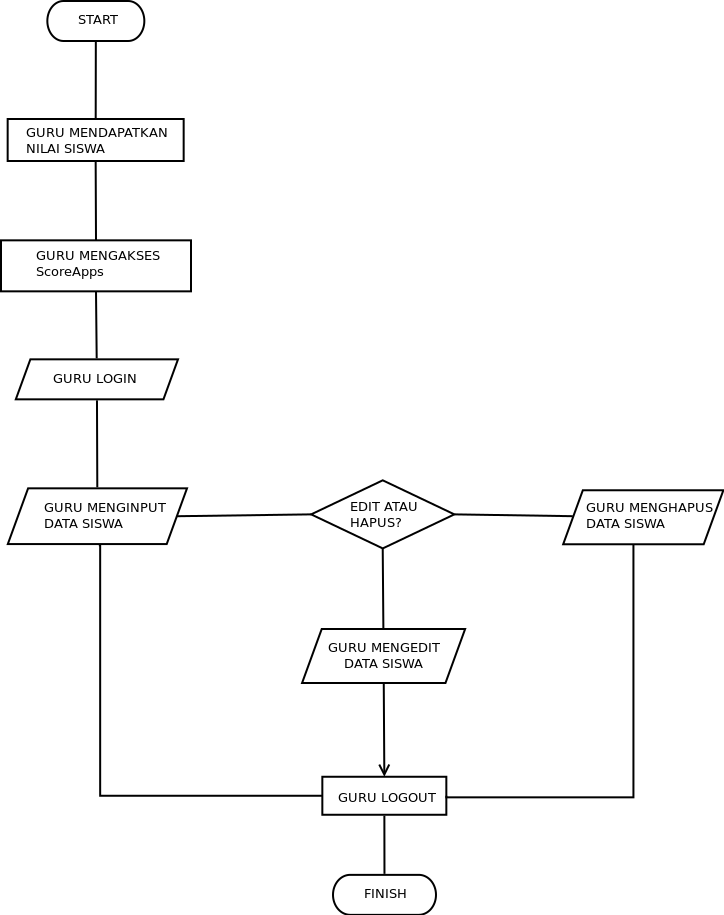 START
GURU MENDAPATKAN
NILAI SISWA
GURU MENGAKSES
ScoreApps
GURU LOGIN
GURU MENGINPUT
DATA SISWA
EDIT ATAU
HAPUS?
GURU MENGHAPUS
DATA SISWA
GURU MENGEDIT
DATA SISWA
GURU LOGOUT
FINISH